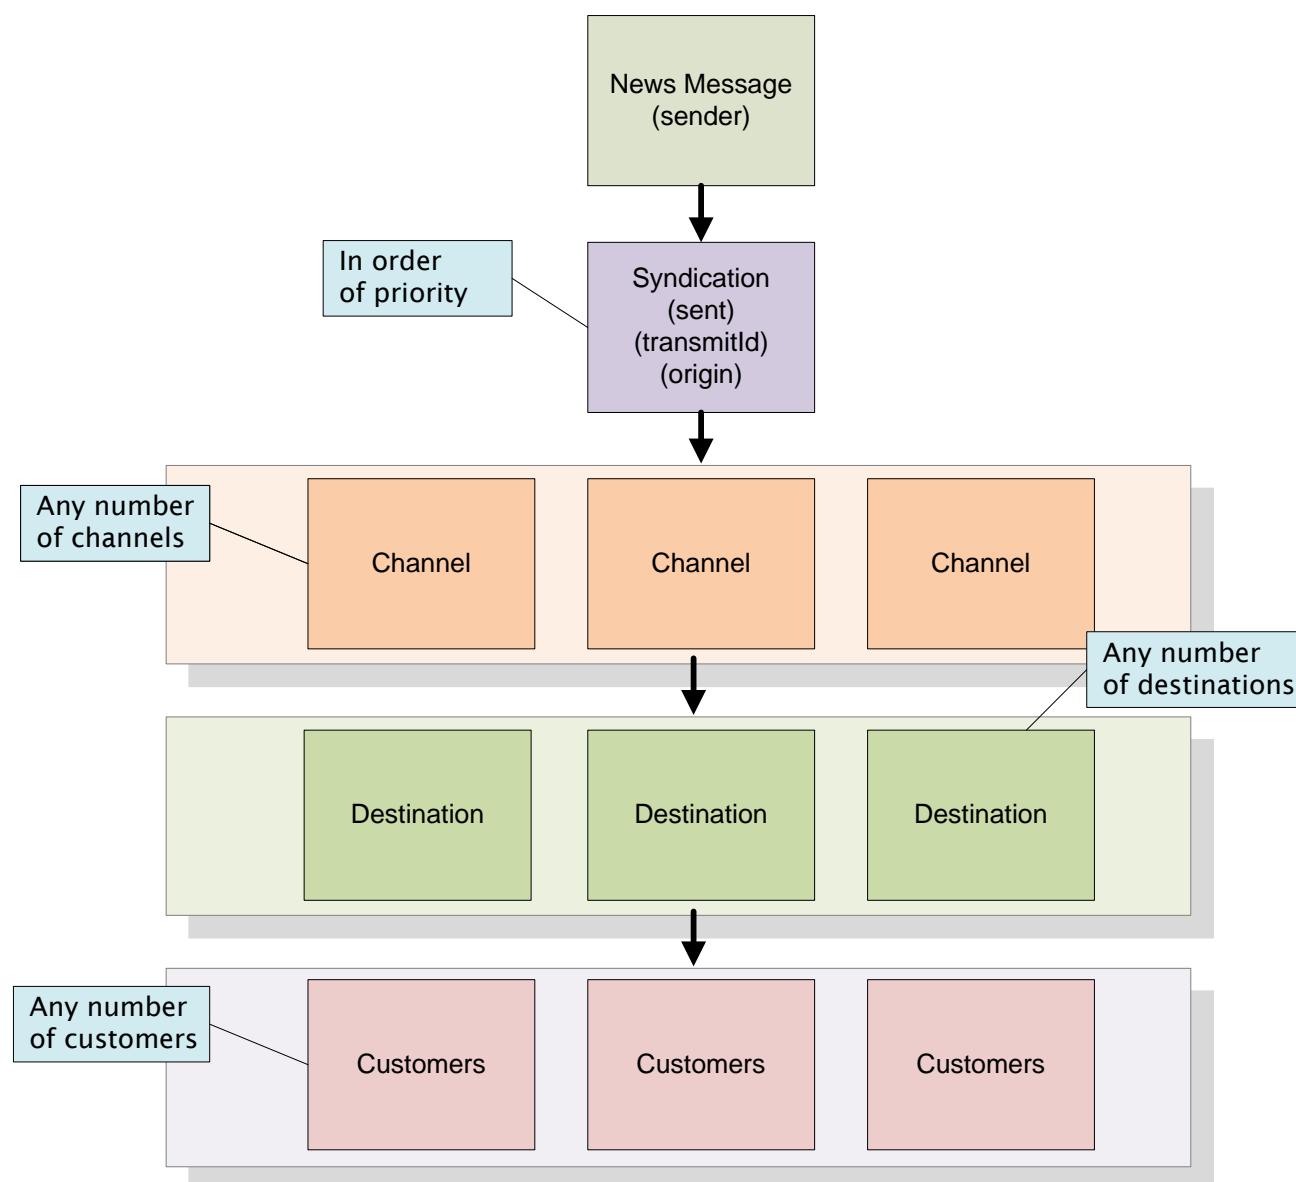 News Message
(sender)
In order
of priority
Syndication
(sent)
(transmitId)
(origin)
Any number
of channels
Channel
Channel
Channel
Any number
of destinations
Destination
Destination
Destination
Any number
of customers
Customers
Customers
Customers